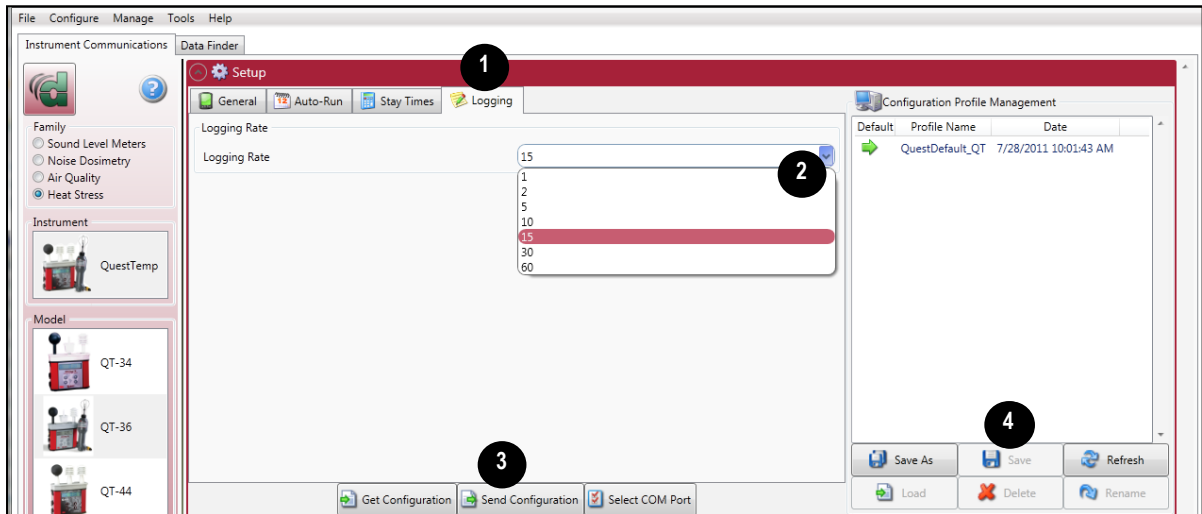 File Configure Manage Tools Help
Instrument Communications Data Finder
Setup
1
General Auto-Run Stay Times Logging
Configuration Profile Management
Family
Sound Level Meters
Noise Dosimetry
Air Quality
Heat Stress
Logging Rate
Logging Rate 15
2
1
2
5
10
15
30
60
Default Profile Name Date
QuestDefault_QT 7/28/2011 10:01:43 AM
Instrument
QuestTemp
Model
QT-34
QT-36
QT-44
3
Get Configuration Send Configuration Select COM Port
4
Save As Save Refresh
Load Delete Rename